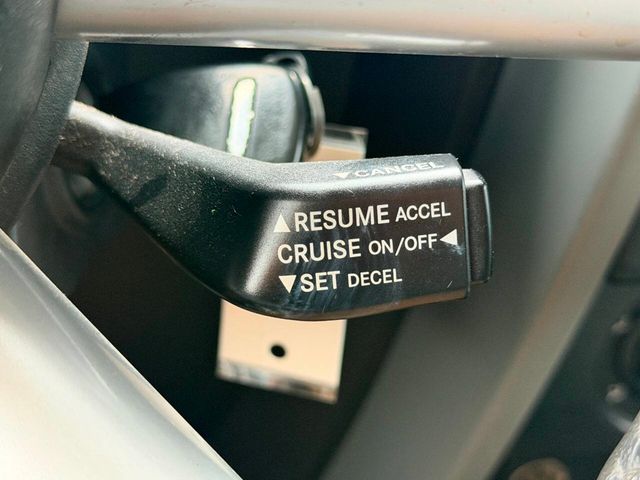 ▼CANCEL
▲RESUME ACCEL
CRUISE ON/OFF◄
▼SET DECEL